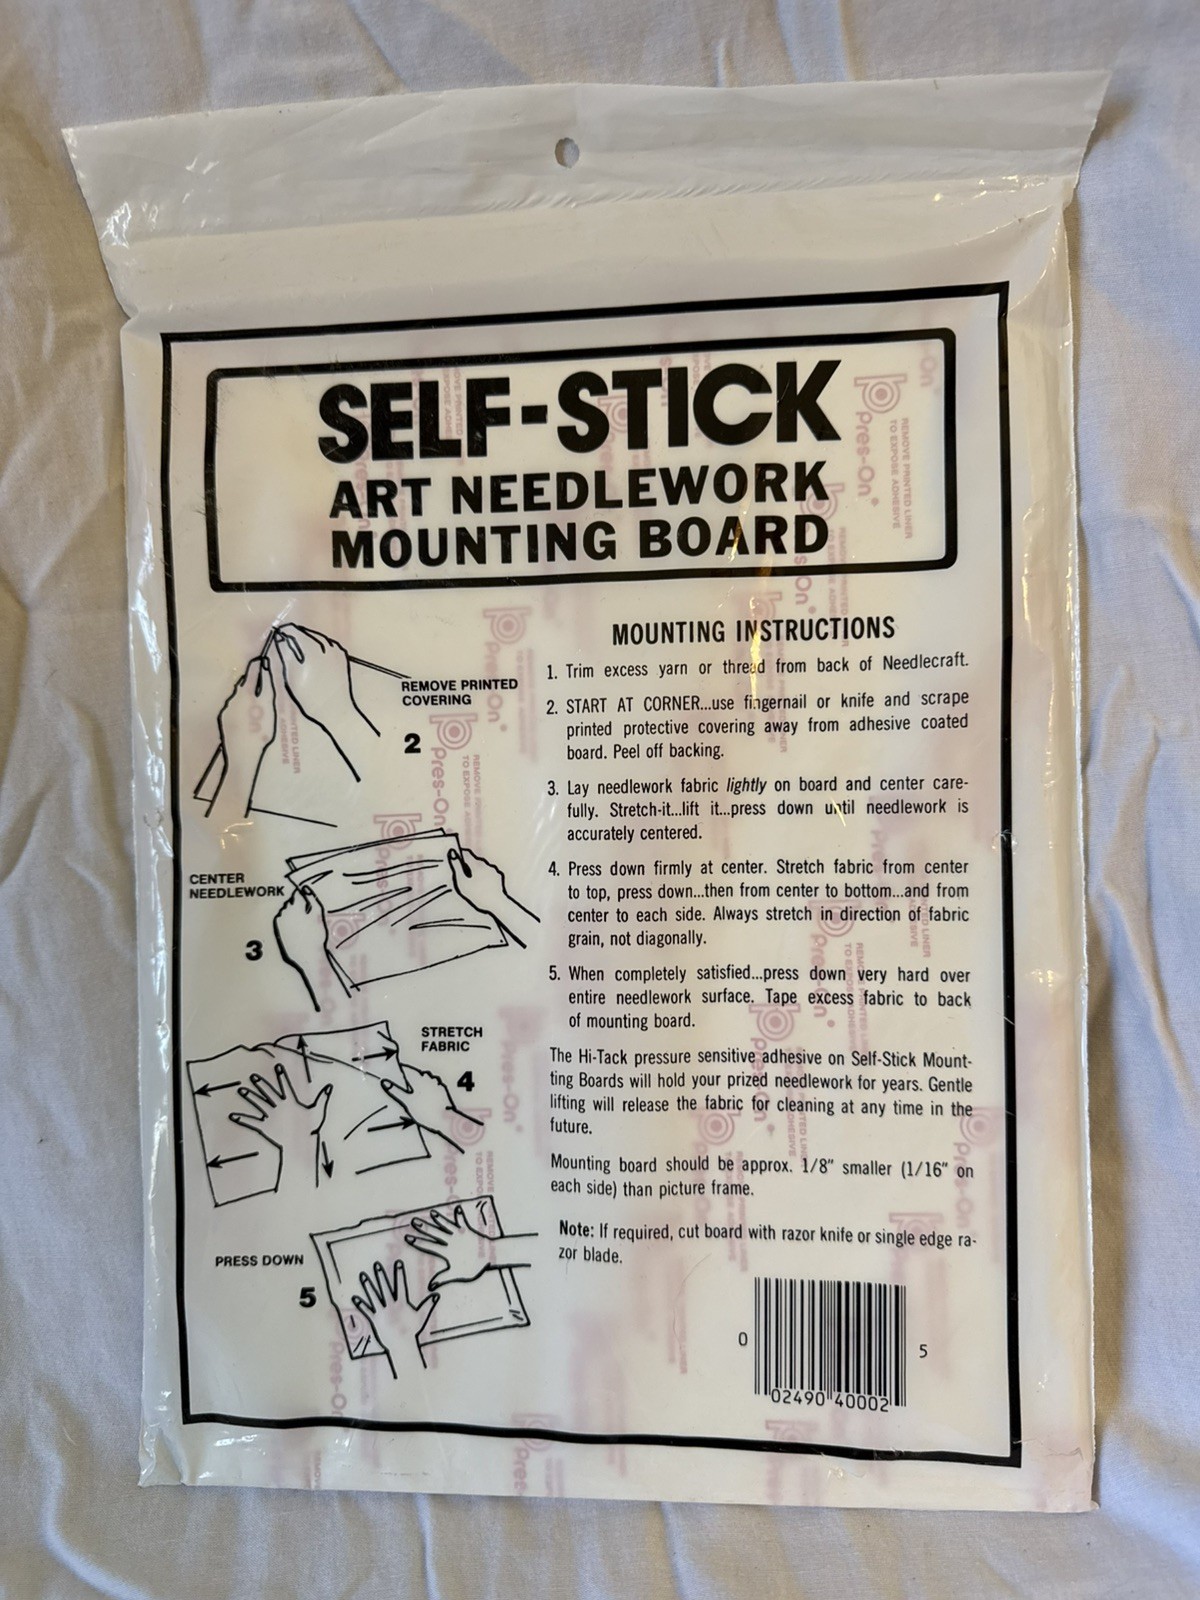 SELF-STICK
ART NEEDLEWORK
MOUNTING BOARD
MOUNTING INSTRUCTIONS
1. Trim excess yarn or thread from back of Needlecraft.
2. START AT CORNER...use fingernail or knife and scrape
printed protective covering away from adhesive coated
board. Peel off backing.
3. Lay needlework fabric lightly on board and center care-
fully. Stretch-it...lift it...press down until needlework is
accurately centered.
4. Press down firmly at center. Stretch fabric from center
to top, press down...then from center to bottom...and from
center to each side. Always stretch in direction of fabric
grain, not diagonally.
5. When completely satisfied...press down very hard over
entire needlework surface. Tape excess fabric to back
of mounting board.
The Hi-Tack pressure sensitive adhesive on Self-Stick Mount-
ting Boards will hold your prized needlework for years. Gentle
lifting will release the fabric for cleaning at any time in the
future.
Mounting board should be approx. 1/8" smaller (1/16" on
each side) than picture frame.
Note: If required, cut board with razor knife or single edge ra-
zor blade.
REMOVE PRINTED
COVERING
2
CENTER
NEEDLEWORK
3
STRETCH
FABRIC
4
PRESS DOWN
5
0
02490 40002
5
Pres-On
REMOVE PRINTED LINER
TO EXPOSE ADHESIVE